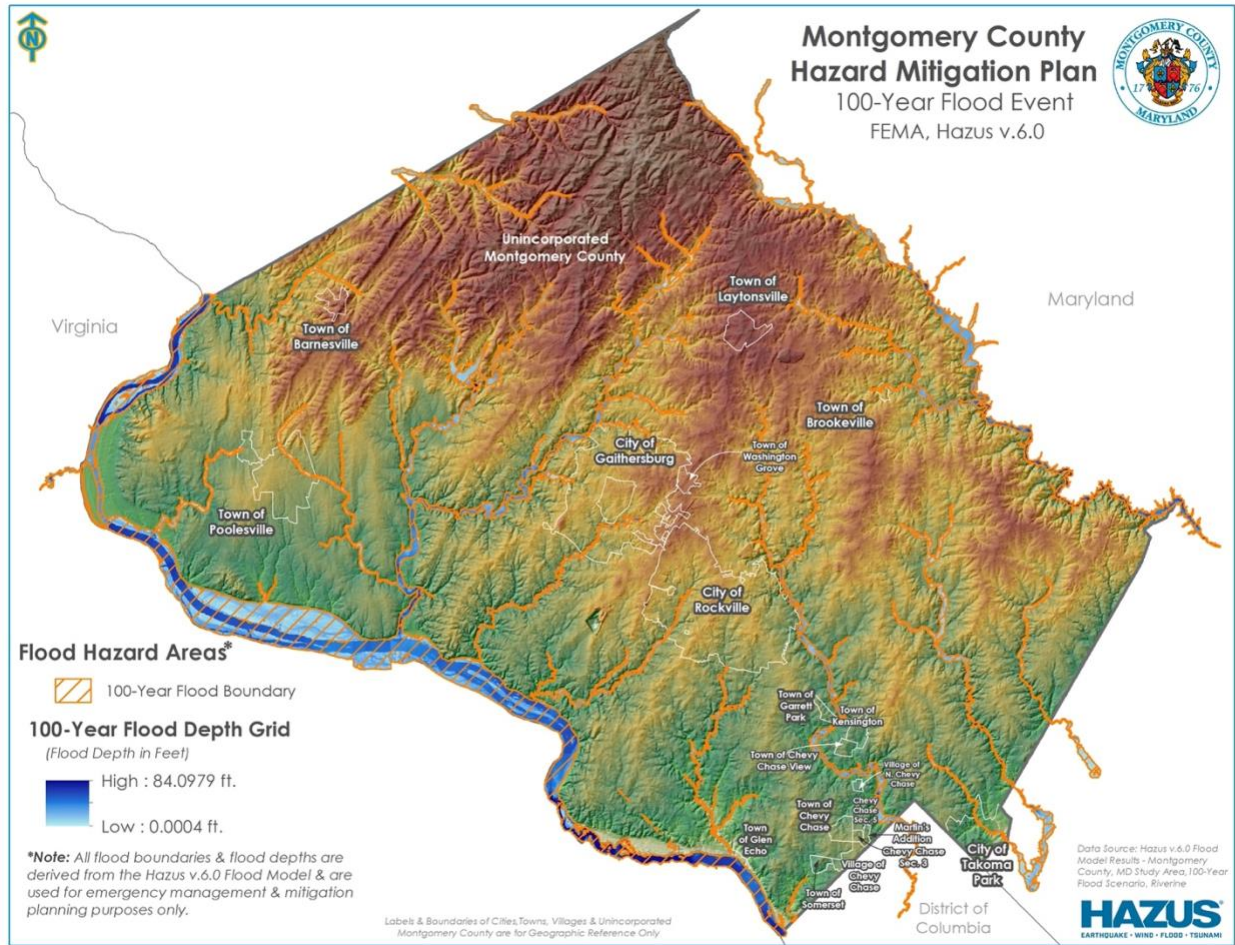 N
Montgomery County
Hazard Mitigation Plan
100-Year Flood Event
FEMA, Hazus v.6.0
MONTGOMERY COUNTY
17 76
MARYLAND
Unincorporated
Montgomery County
Town of
Laytonsville
Maryland
Virginia
Town of
Barnesville
Town of
Brookeville
City of
Gaithersburg
Town of
Washington
Grove
Town of
Poolesville
City of
Rockville
Flood Hazard Areas*
100-Year Flood Boundary
100-Year Flood Depth Grid
(Flood Depth in Feet)
High : 84.0979 ft.
Low : 0.0004 ft.
*Note: All flood boundaries & flood depths are
derived from the Hazus v.6.0 Flood Model & are
used for emergency management & mitigation
planning purposes only.
Town of
Garrett
Park
Town of
Kensington
Town of Chevy
Chase View
Village of
N. Chevy
Chase
Chevy
Chase
Sec. 5
Town of
Chevy
Chase
Martin's
Addition
Chevy Chase
Sec. 3
Town
of Glen
Echo
Village of
Chevy
Chase
Town of
Somerset
City of
Takoma
Park
District of
Columbia
Labels & Boundaries of Cities,Towns, Villages & Unincorporated
Montgomery County are for Geographic Reference Only
Data Source: Hazus v.6.0 Flood
Model Results - Montgomery
County, MD Study Area,100-Year
Flood Scenario, Riverine
HAZUS
EARTHQUAKE • WIND • FLOOD • TSUNAMI